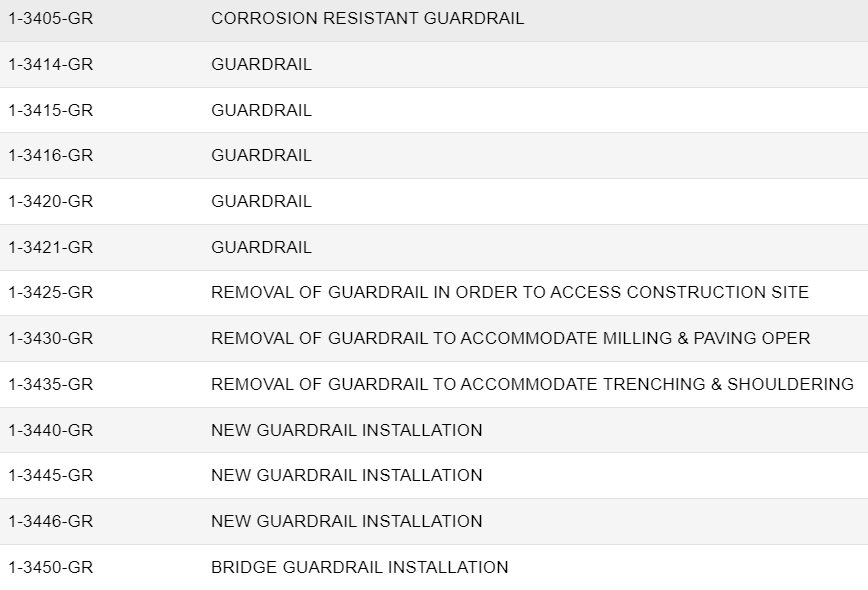 1-3405-GR CORROSION RESISTANT GUARDRAIL
1-3414-GR GUARDRAIL
1-3415-GR GUARDRAIL
1-3416-GR GUARDRAIL
1-3420-GR GUARDRAIL
1-3421-GR GUARDRAIL
1-3425-GR REMOVAL OF GUARDRAIL IN ORDER TO ACCESS CONSTRUCTION SITE
1-3430-GR REMOVAL OF GUARDRAIL TO ACCOMMODATE MILLING & PAVING OPER
1-3435-GR REMOVAL OF GUARDRAIL TO ACCOMMODATE TRENCHING & SHOULDERING
1-3440-GR NEW GUARDRAIL INSTALLATION
1-3445-GR NEW GUARDRAIL INSTALLATION
1-3446-GR NEW GUARDRAIL INSTALLATION
1-3450-GR BRIDGE GUARDRAIL INSTALLATION